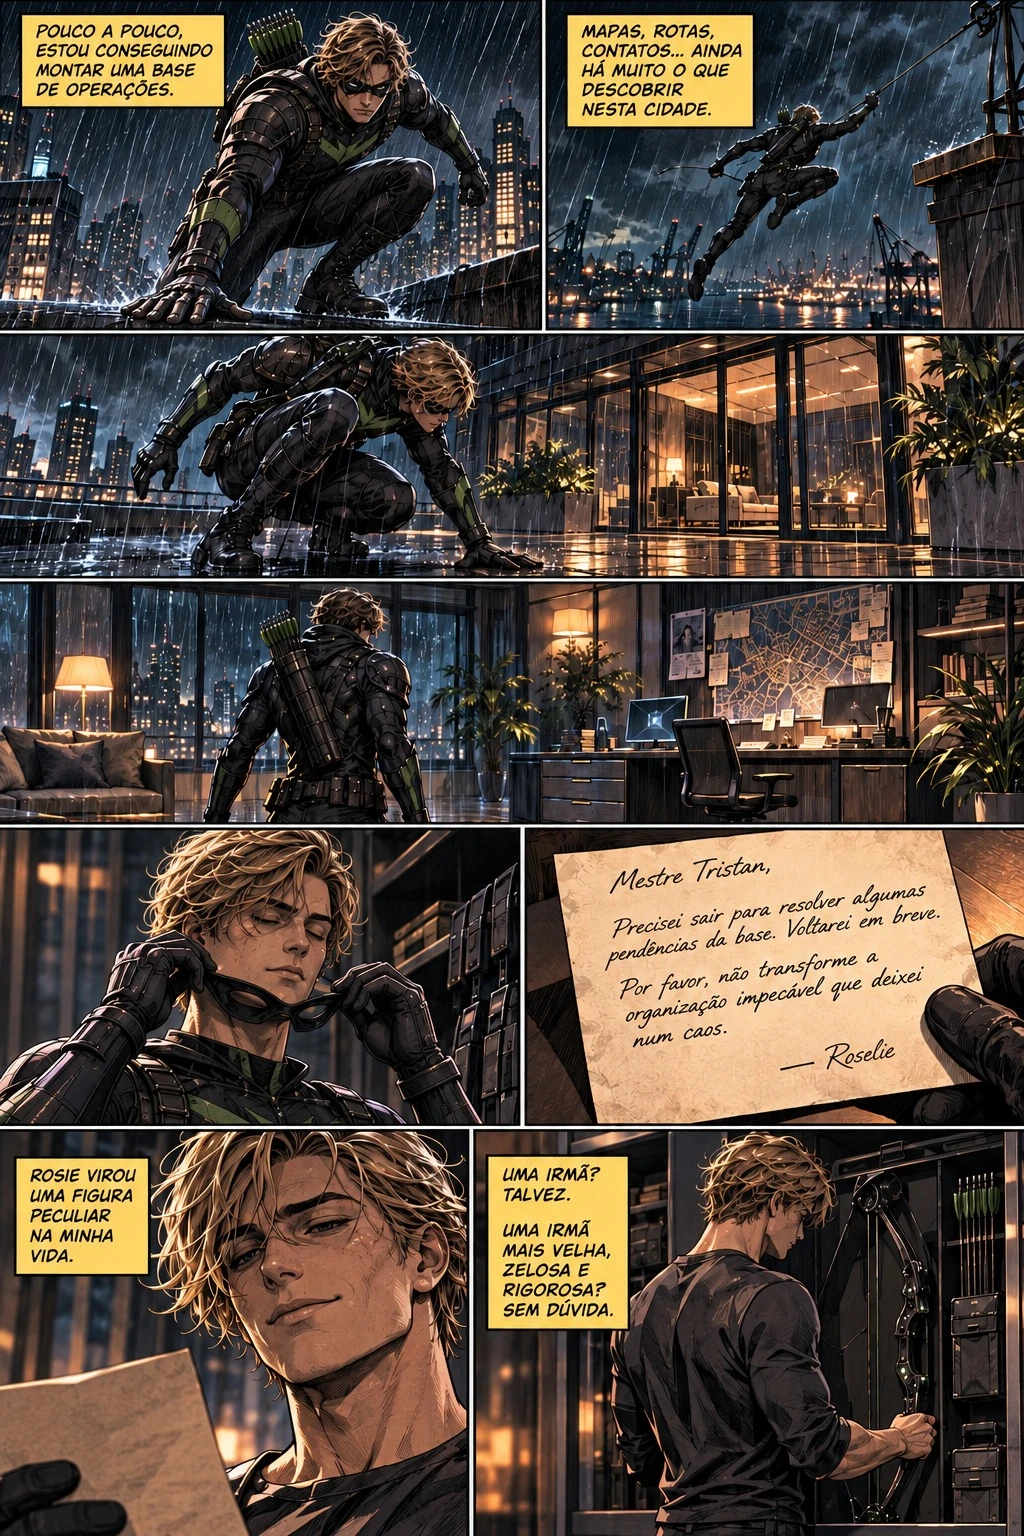 POUCO A POUCO,
ESTOU CONSEGUINDO
MONTAR UMA BASE
DE OPERAÇÕES.
MAPAS, ROTAS,
CONTATOS... AINDA
HÁ MUITO O QUE
DESCOBRIR
NESTA CIDADE.
Mestre Tristan,
Precisei sair para resolver algumas
pendências da base. Voltarei em breve.
Por favor, não transforme a
organização impecável que deixei
num caos.
— Roselie
ROSIE VIROU
UMA FIGURA
PECULIAR
NA MINHA
VIDA.
UMA IRMÃ?
TALVEZ.
UMA IRMÃ
MAIS VELHA,
ZELOSA E
RIGOROSA?
SEM DÚVIDA.